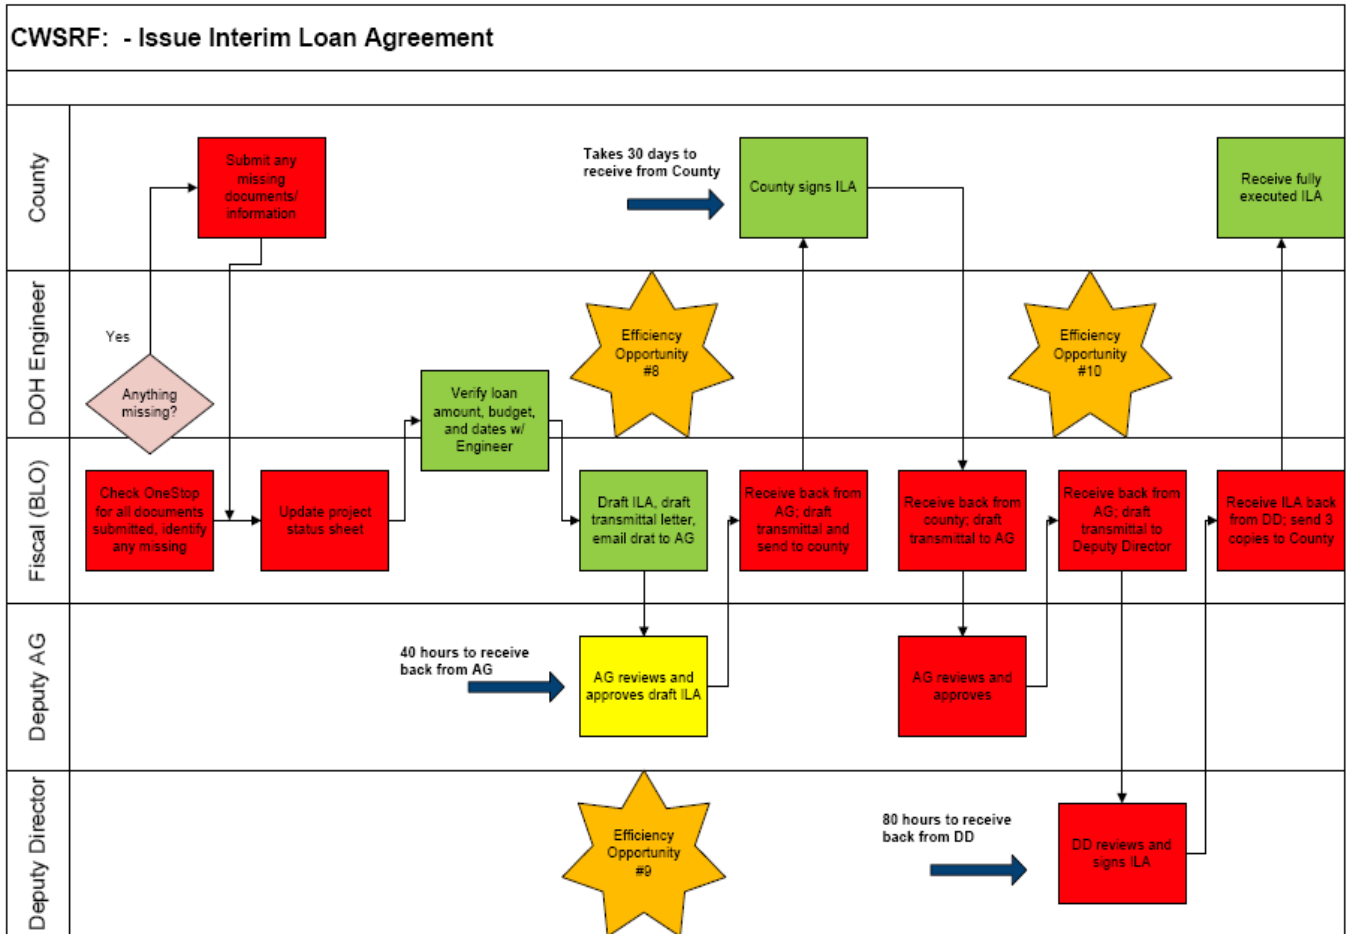 CWSRF:  - Issue Interim Loan Agreement
County
Submit any
missing
documents/
information
Takes 30 days to
receive from County
County signs ILA
Receive fully
executed ILA
DOH Engineer
Yes
Anything
missing?
Verify loan
amount, budget,
and dates w/
Engineer
Efficiency
Opportunity
#8
Efficiency
Opportunity
#10
Fiscal (BLO)
Check OneStop
for all documents
submitted, identify
any missing
Update project
status sheet
Draft ILA, draft
transmittal letter,
email drat to AG
Receive back from
AG; draft
transmittal and
send to county
Receive back from
county; draft
transmittal to AG
Receive back from
AG; draft
transmittal to
Deputy Director
Receive ILA back
from DD; send 3
copies to County
Deputy AG
40 hours to receive
back from AG
AG reviews and
approves draft ILA
AG reviews and
approves
Deputy Director
Efficiency
Opportunity
#9
80 hours to receive
back from DD
DD reviews and
signs ILA